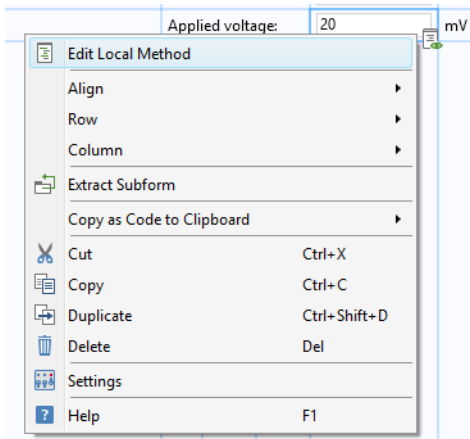 Applied voltage: 20 mV
Edit Local Method
Align
Row
Column
Extract Subform
Copy as Code to Clipboard
Cut Ctrl+X
Copy Ctrl+C
Duplicate Ctrl+Shift+D
Delete Del
Settings
Help F1